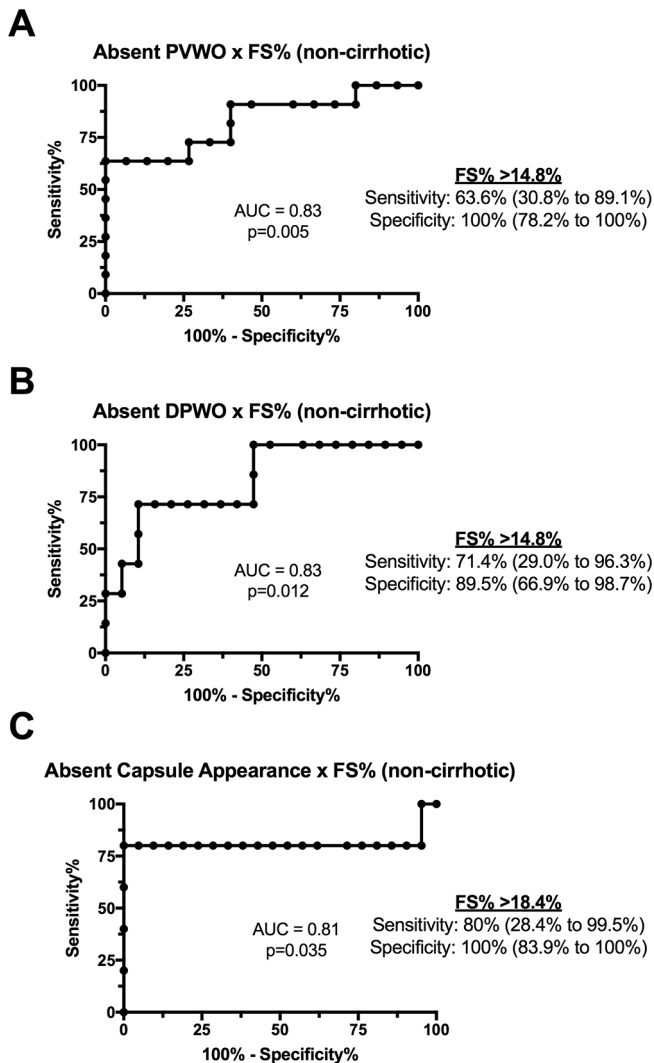 A
Absent PVWO x FS% (non-cirrhotic)
100
75
50
25
0
Sensitivity%
AUC = 0.83
p=0.005
FS% >14.8%
Sensitivity: 63.6% (30.8% to 89.1%)
Specificity: 100% (78.2% to 100%)
0 25 50 75 100
100% - Specificity%
B
Absent DPWO x FS% (non-cirrhotic)
100
75
50
25
0
Sensitivity%
AUC = 0.83
p=0.012
FS% >14.8%
Sensitivity: 71.4% (29.0% to 96.3%)
Specificity: 89.5% (66.9% to 98.7%)
0 25 50 75 100
100% - Specificity%
C
Absent Capsule Appearance x FS% (non-cirrhotic)
100
75
50
25
0
Sensitivity%
AUC = 0.81
p=0.035
FS% >18.4%
Sensitivity: 80% (28.4% to 99.5%)
Specificity: 100% (83.9% to 100%)
0 25 50 75 100
100% - Specificity%